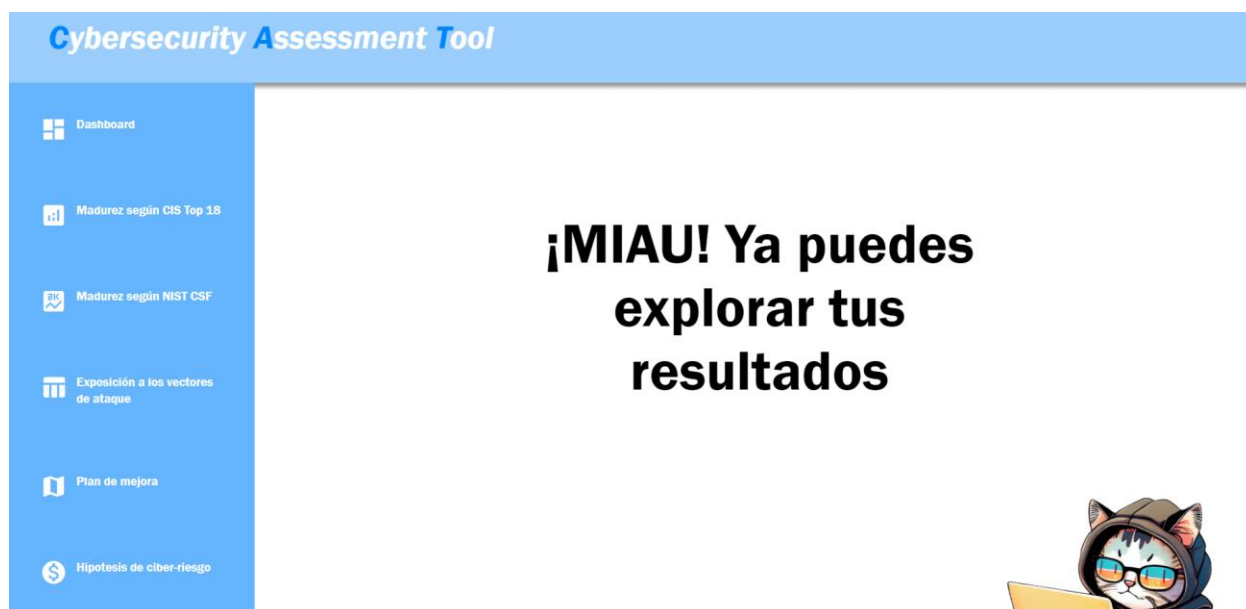 Cybersecurity Assessment Tool
Dashboard
Madurez según CIS Top 18
Madurez según NIST CSF
Exposición a los vectores
de ataque
Plan de mejora
Hipotesis de ciber-riesgo
¡MIAU! Ya puedes
explorar tus
resultados